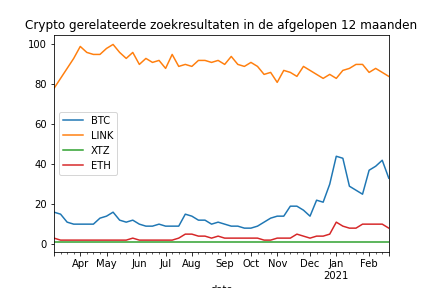 Crypto gerelateerde zoekresultaten in de afgelopen 12 maanden
100
80
60
40
20
0
BTC
LINK
XTZ
ETH
Apr May Jun Jul Aug Sep Oct Nov Dec Jan Feb
2021